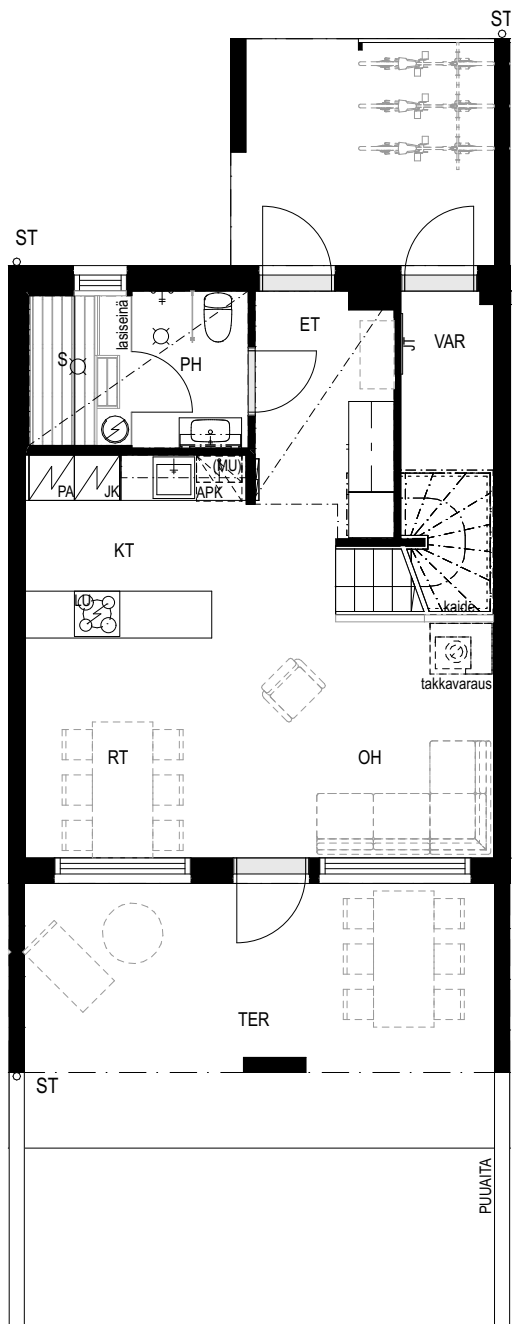 ST
ST
ET
VAR
JT
lasiseinä
S
PH
(MU)
PA
JK
APK
KT
LU
kaide
takkavaraus
RT
OH
TER
ST
PUUAITA